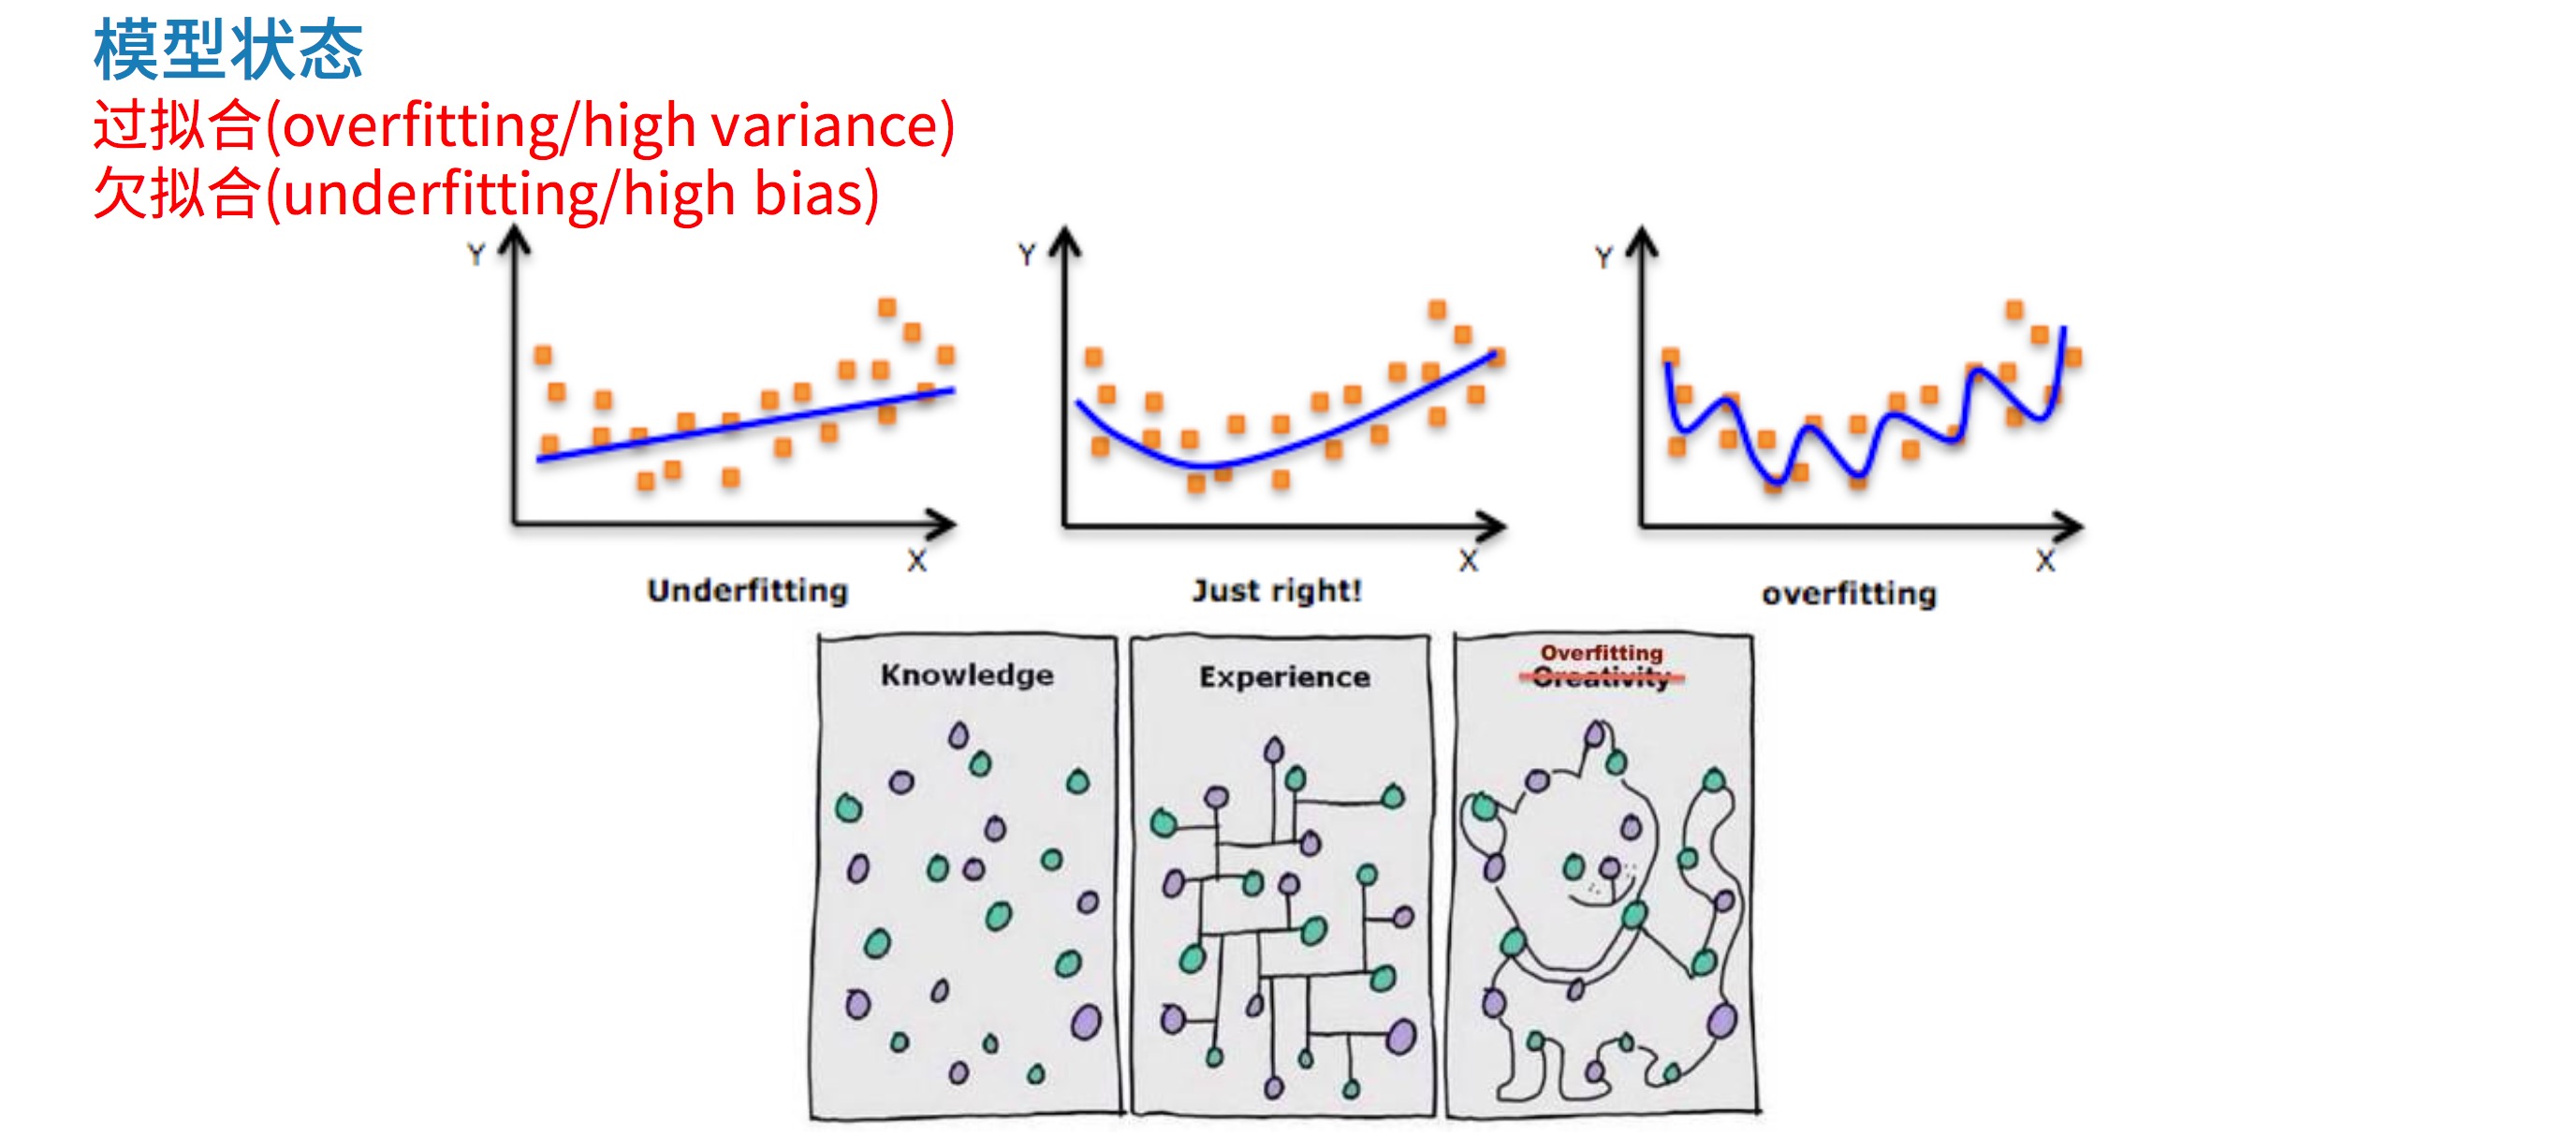 模型状态
过拟合(overfitting/high variance)
欠拟合(underfitting/high bias)
Y
X
Underfitting
Y
X
Just right!
Y
X
overfitting
Knowledge
Experience
Overfitting
Creativity